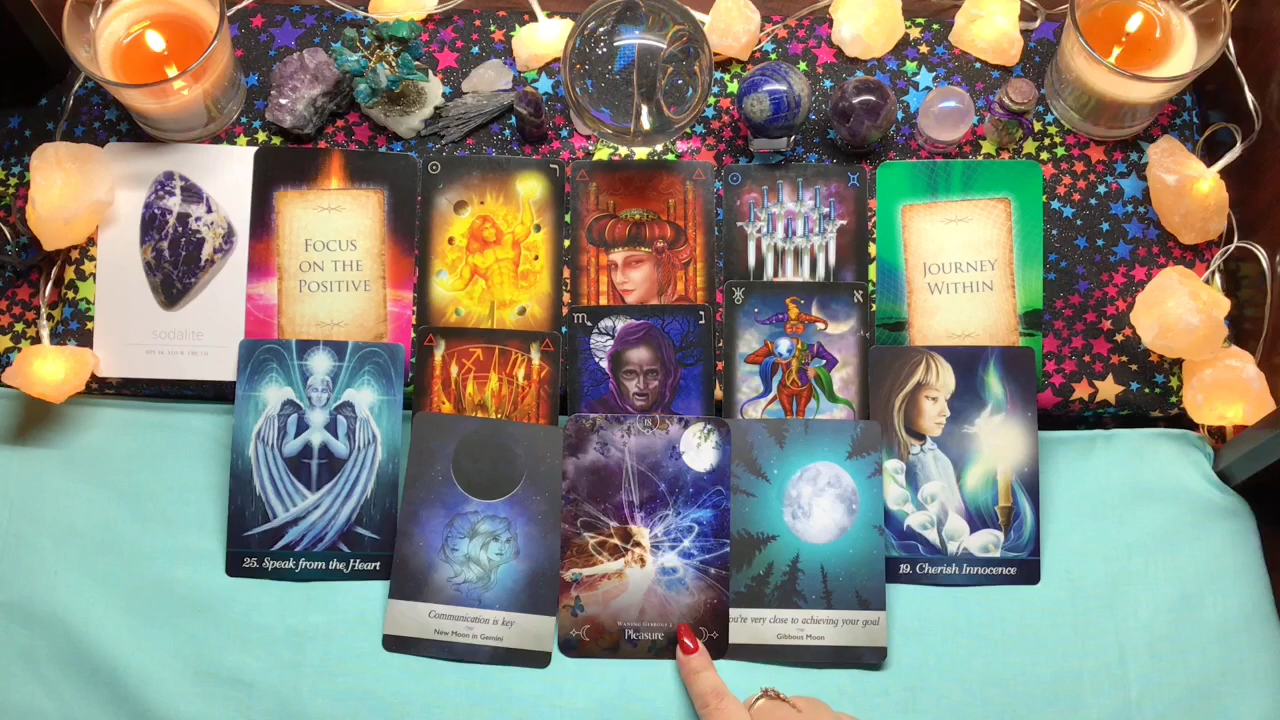 FOCUS
ON THE
POSITIVE
JOURNEY
WITHIN
sodalite
25. Speak from the Heart
Communication is key
New Moon in Gemini
18
WANING GIBBOUS
Pleasure
you're very close to achieving your goal
Gibbous Moon
19. Cherish Innocence